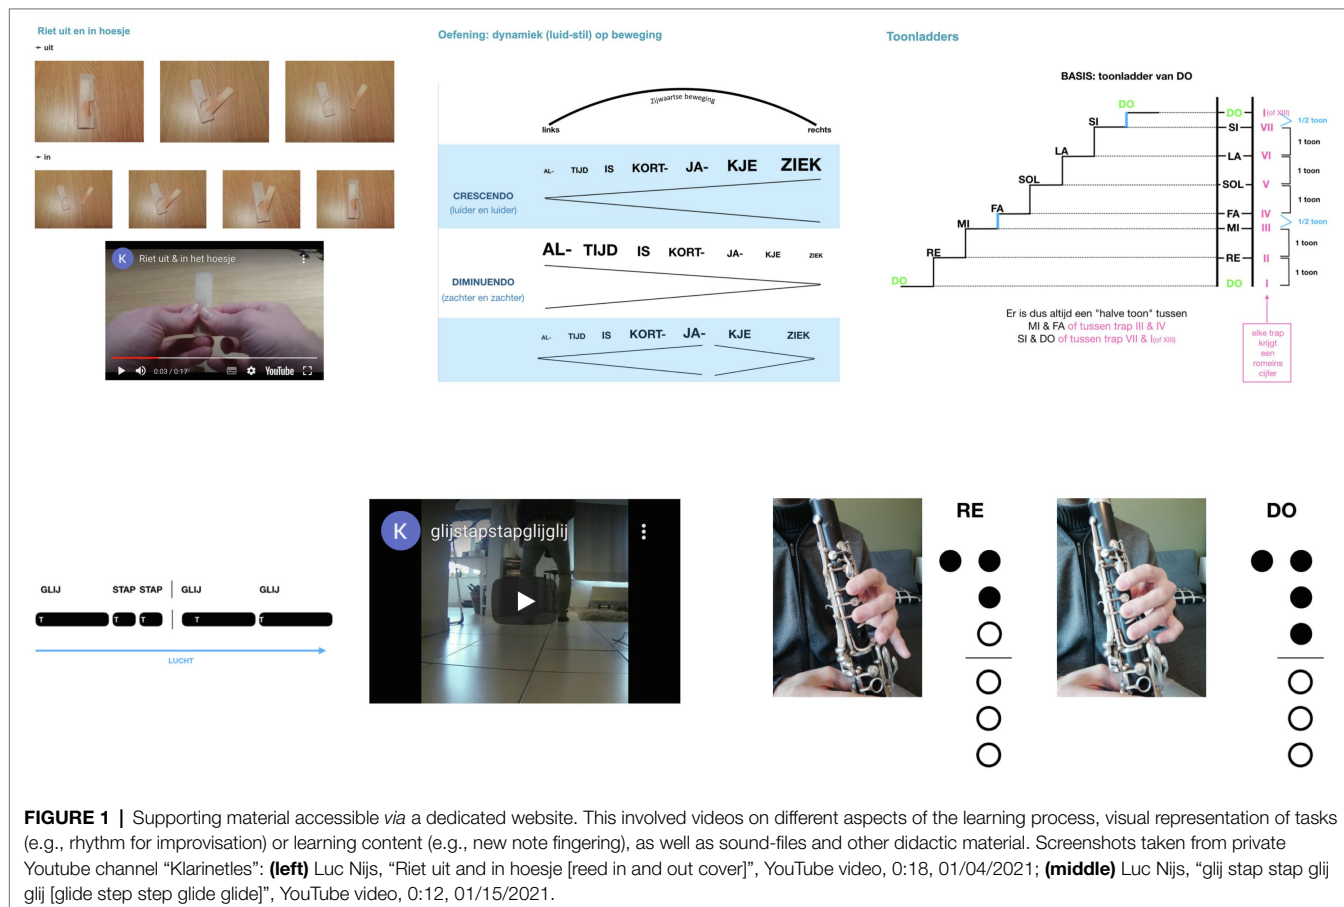 Riet uit en in hoesje
uit
in
K Riet uit & in het hoesje
0:03 / 0:17 YouTube
Oefening: dynamiek (luid-stil) op beweging
Zijwaartse beweging
links rechts
AL- TIJD IS KORT- JA- KJE ZIEK
CRESCENDO
(luider en luider)
AL- TIJD IS KORT- JA- KJE ZIEK
DIMINUENDO
(zachter en zachter)
AL- TIJD IS KORT- JA- KJE ZIEK
Toonladders
BASIS: toonladder van DO
DO DO I(of XIII)
1/2 toon
SI SI VII
1 toon
LA LA VI
1 toon
SOL SOL V
1 toon
FA FA IV
1/2 toon
MI MI III
1 toon
RE RE II
1 toon
DO DO I
Er is dus altijd een "halve toon" tussen
MI & FA of tussen trap III & IV
SI & DO of tussen trap VII & I(of XIII)
elke trap
krijgt
een
romeins
cijfer
GLIJ STAP STAP GLIJ GLIJ
T T T T T
LUCHT
K glijstapstapglijglij
RE
DO
FIGURE 1 | Supporting material accessible via a dedicated website. This involved videos on different aspects of the learning process, visual representation of tasks
(e.g., rhythm for improvisation) or learning content (e.g., new note fingering), as well as sound-files and other didactic material. Screenshots taken from private
Youtube channel “Klarinetles”: (left) Luc Nijs, “Riet uit and in hoesje [reed in and out cover]”, YouTube video, 0:18, 01/04/2021; (middle) Luc Nijs, “glij stap stap glij
glij [glide step step glide glide]”, YouTube video, 0:12, 01/15/2021.